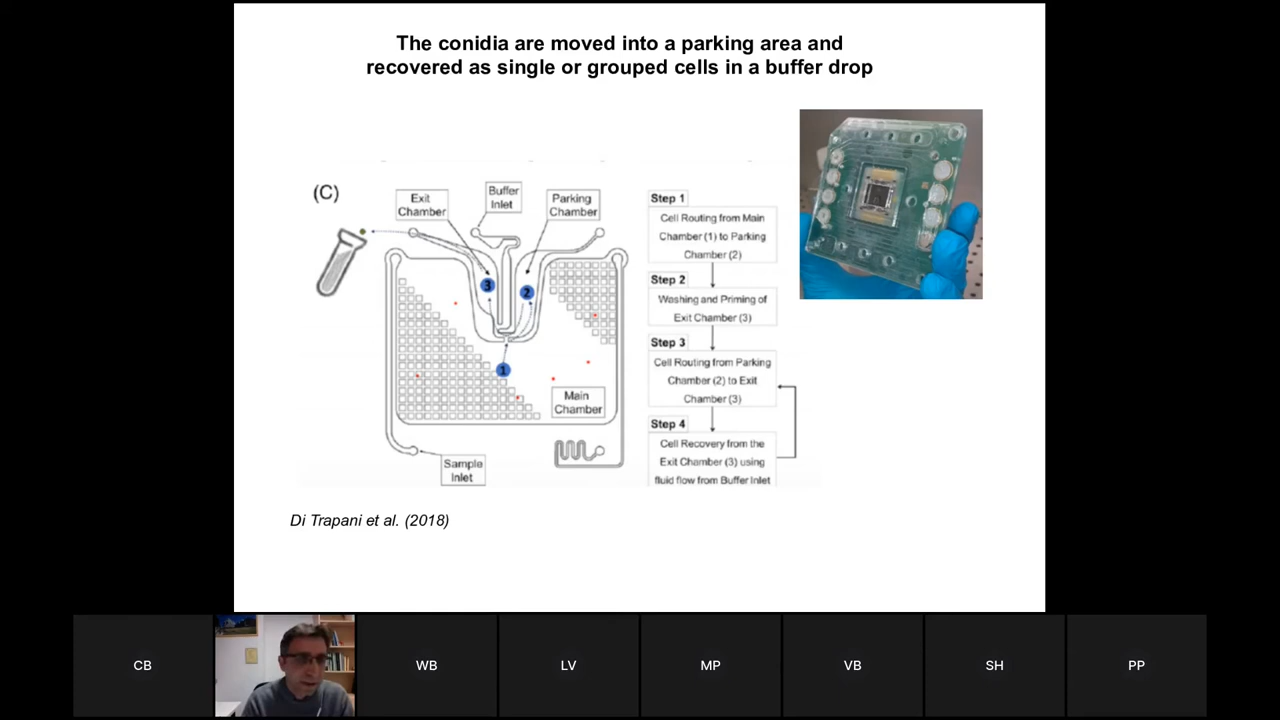 The conidia are moved into a parking area and
recovered as single or grouped cells in a buffer drop
(C)
Exit
Chamber
Buffer
Inlet
Parking
Chamber
3
2
1
Main
Chamber
Sample
Inlet
Step 1
Cell Routing from Main
Chamber (1) to Parking
Chamber (2)
Step 2
Washing and Priming of
Exit Chamber (3)
Step 3
Cell Routing from Parking
Chamber (2) to Exit
Chamber (3)
Step 4
Cell Recovery from the
Exit Chamber (3) using
fluid flow from Buffer Inlet
Di Trapani et al. (2018)
CB
WB
LV
MP
VB
SH
PP